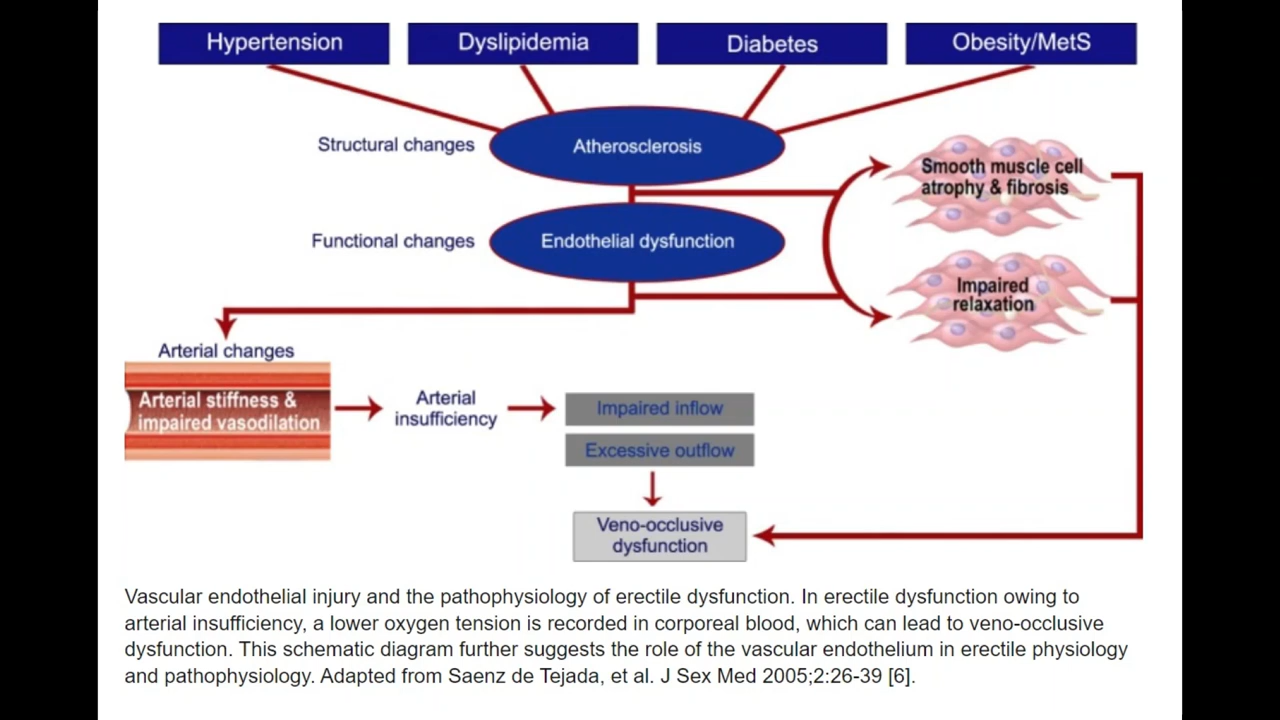 Hypertension
Dyslipidemia
Diabetes
Obesity/MetS
Structural changes
Atherosclerosis
Smooth muscle cell
atrophy & fibrosis
Functional changes
Endothelial dysfunction
Impaired
relaxation
Arterial changes
Arterial stiffness &
impaired vasodilation
Arterial
insufficiency
Impaired inflow
Excessive outflow
Veno-occlusive
dysfunction
Vascular endothelial injury and the pathophysiology of erectile dysfunction. In erectile dysfunction owing to
arterial insufficiency, a lower oxygen tension is recorded in corporeal blood, which can lead to veno-occlusive
dysfunction. This schematic diagram further suggests the role of the vascular endothelium in erectile physiology
and pathophysiology. Adapted from Saenz de Tejada, et al. J Sex Med 2005;2:26-39 [6].